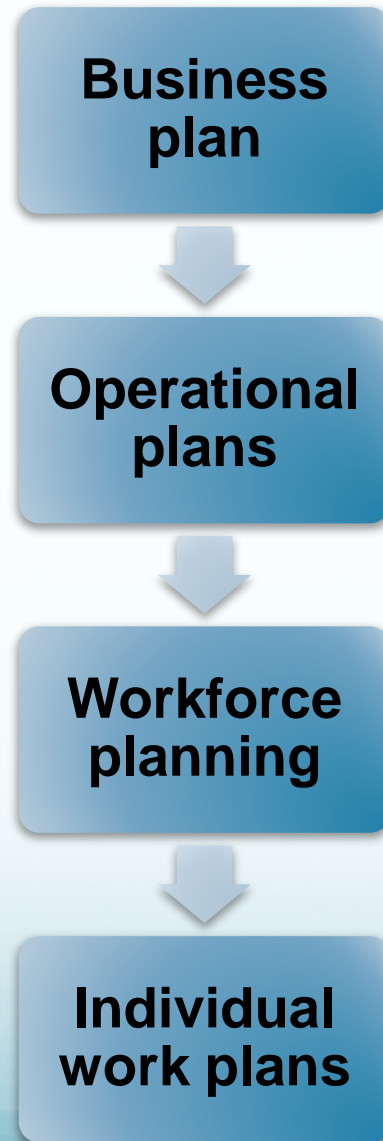 Business
plan
Operational
plans
Workforce
planning
Individual
work plans